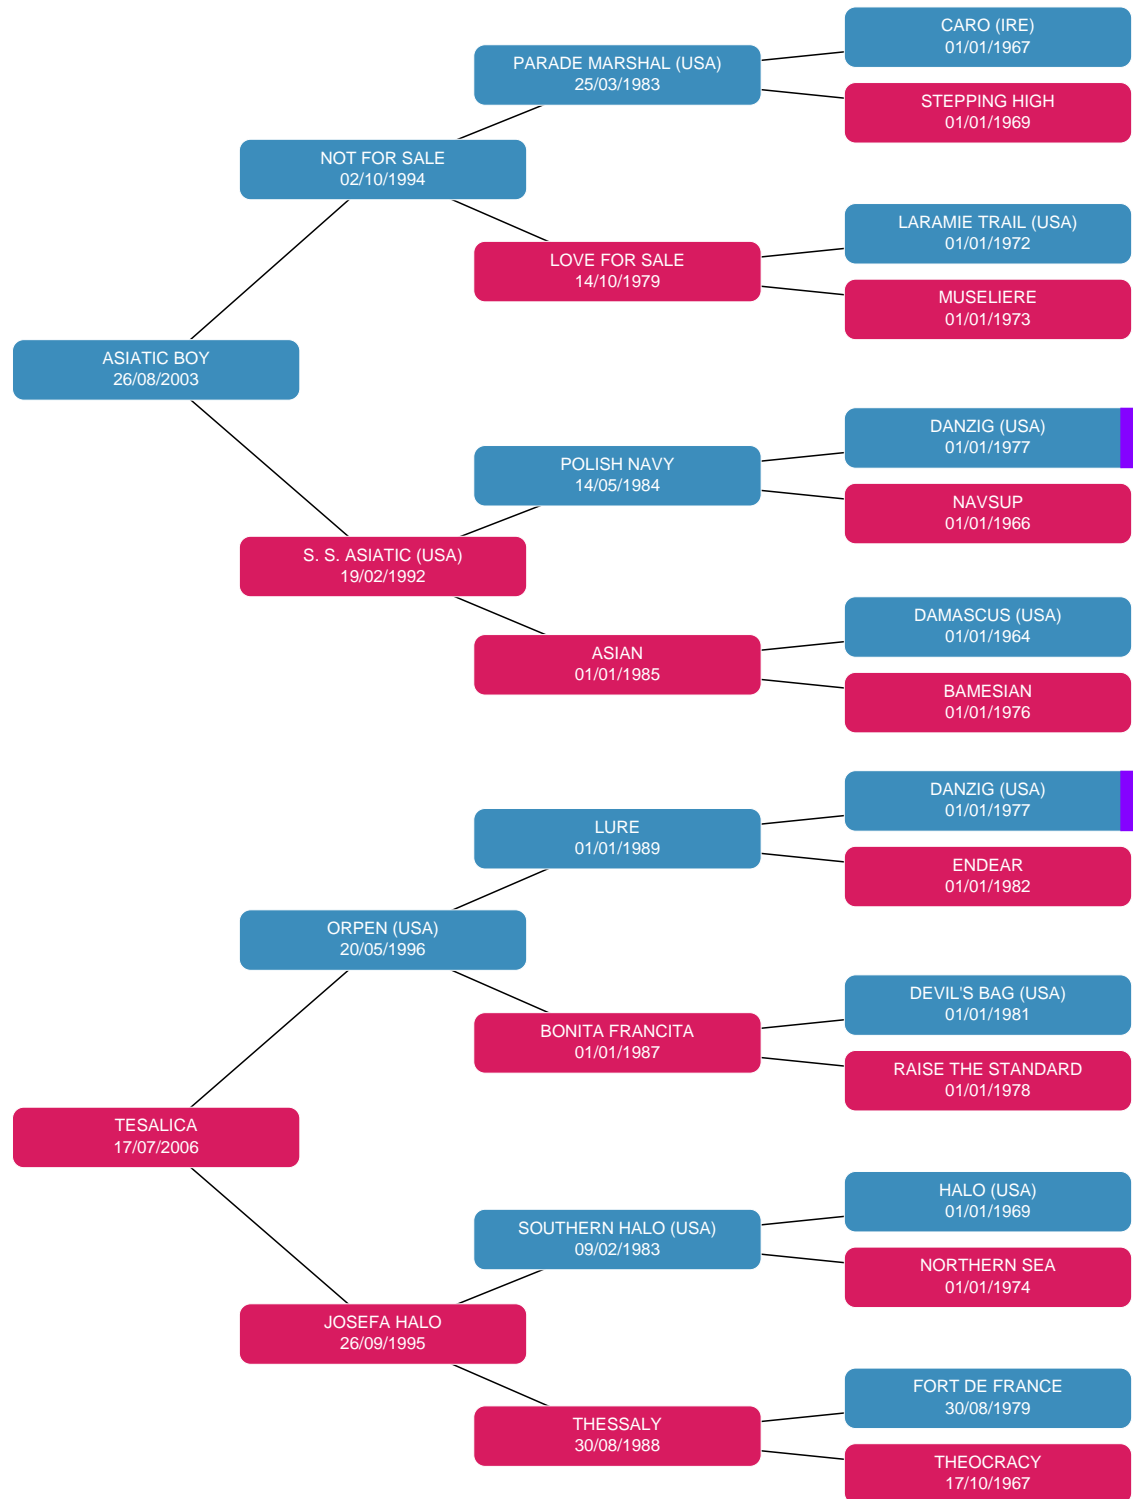 CARO (IRE)
01/01/1967
PARADE MARSHAL (USA)
25/03/1983
STEPPING HIGH
01/01/1969
NOT FOR SALE
02/10/1994
LARAMIE TRAIL (USA)
01/01/1972
LOVE FOR SALE
14/10/1979
MUSELIERE
01/01/1973
ASIATIC BOY
26/08/2003
DANZIG (USA)
01/01/1977
POLISH NAVY
14/05/1984
NAVSUP
01/01/1966
S. S. ASIATIC (USA)
19/02/1992
DAMASCUS (USA)
01/01/1964
ASIAN
01/01/1985
BAMESIAN
01/01/1976
DANZIG (USA)
01/01/1977
LURE
01/01/1989
ENDEAR
01/01/1982
ORPEN (USA)
20/05/1996
DEVIL'S BAG (USA)
01/01/1981
BONITA FRANCITA
01/01/1987
RAISE THE STANDARD
01/01/1978
TESALICA
17/07/2006
HALO (USA)
01/01/1969
SOUTHERN HALO (USA)
09/02/1983
NORTHERN SEA
01/01/1974
JOSEFA HALO
26/09/1995
FORT DE FRANCE
30/08/1979
THESSALY
30/08/1988
THEOCRACY
17/10/1967